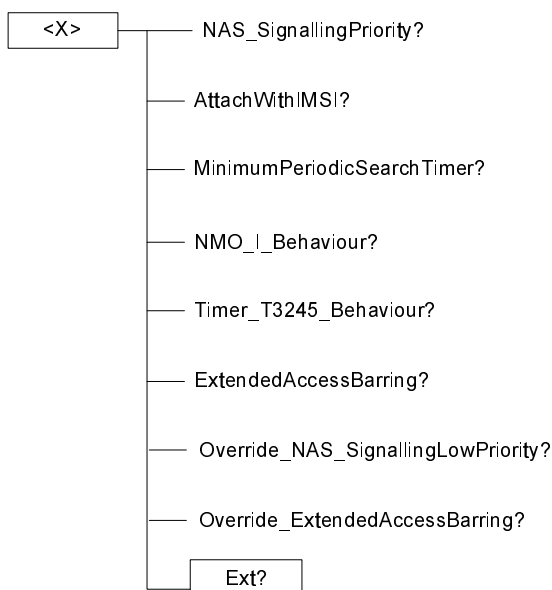 <X>
NAS_SignallingPriority?
AttachWithIMSI?
MinimumPeriodicSearchTimer?
NMO_I_Behaviour?
Timer_T3245_Behaviour?
ExtendedAccessBarring?
Override_NAS_SignallingLowPriority?
Override_ExtendedAccessBarring?
Ext?